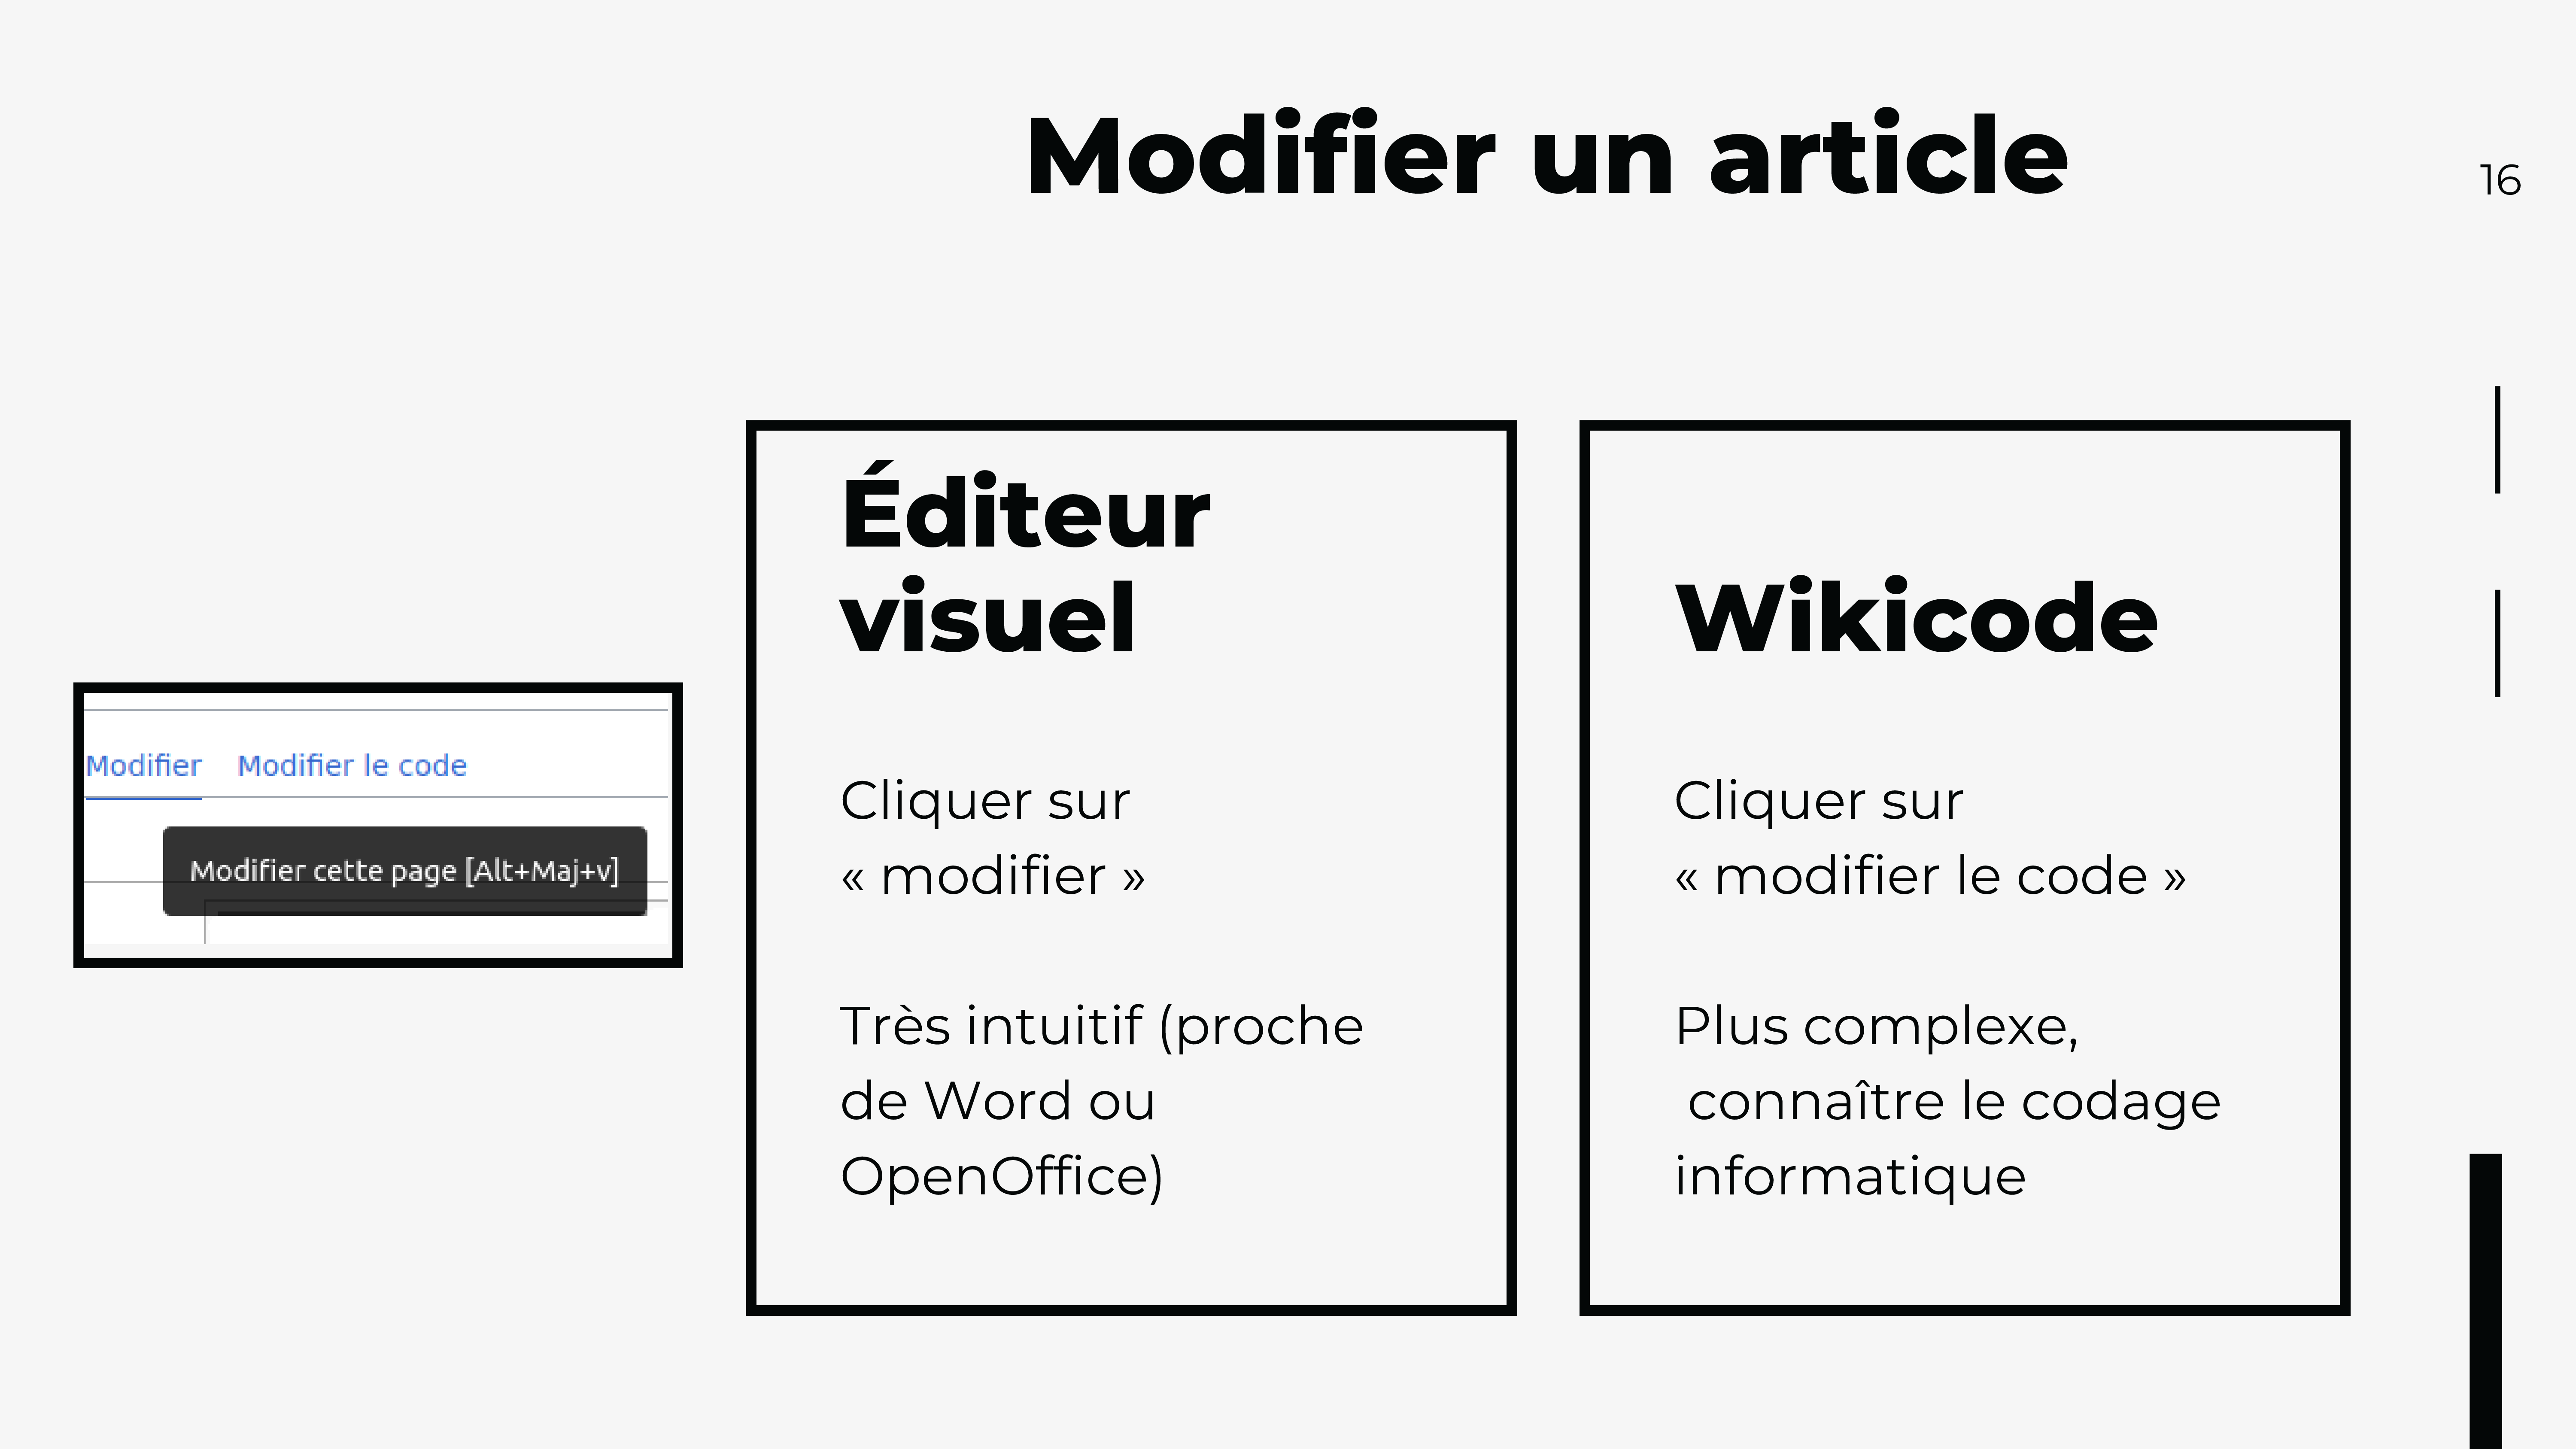 Modifier un article
16
Modifier Modifier le code
Modifier cette page [Alt+Maj+v]
Éditeur
visuel
Cliquer sur
« modifier »
Très intuitif (proche
de Word ou
OpenOffice)
Wikicode
Cliquer sur
« modifier le code »
Plus complexe,
connaître le codage
informatique